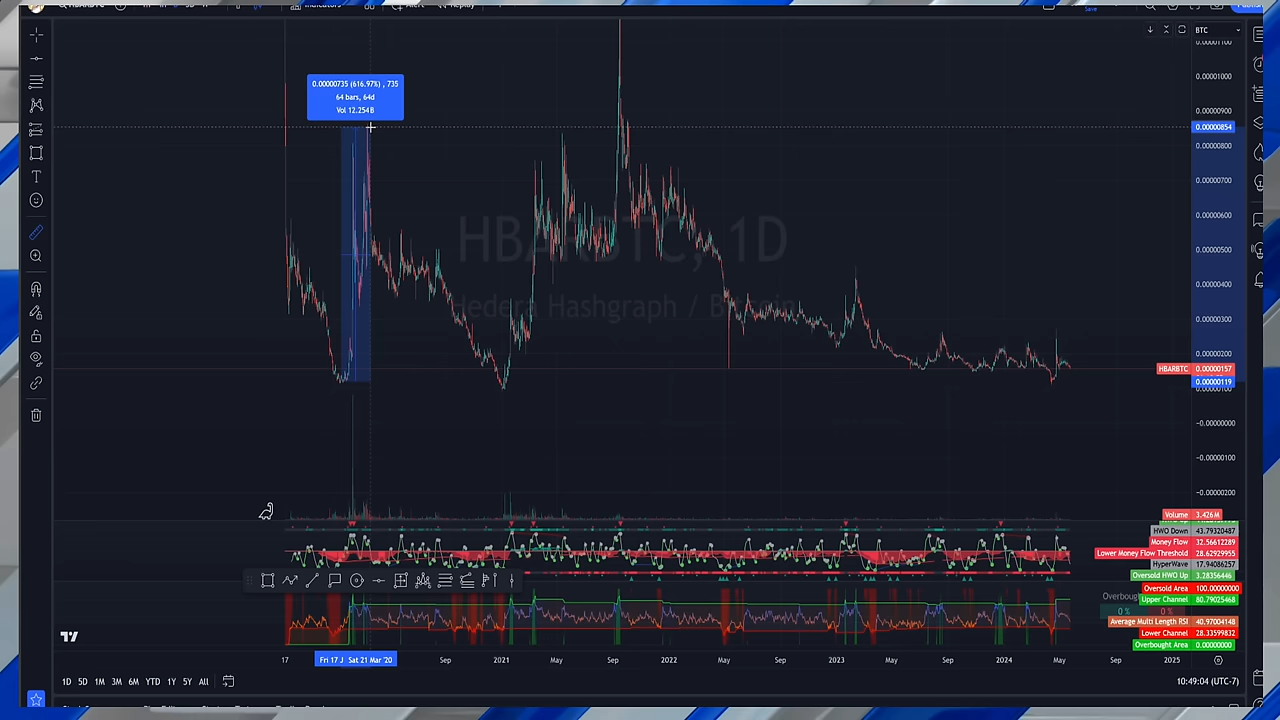 BTC
0.00001100
0.00001000
0.00000900
0.00000854
0.00000800
0.00000700
0.00000600
0.00000500
0.00000400
0.00000300
0.00000200
HBARBTC 0.00000157
0.00000119
0.00000100
−0.00000000
−0.00000100
−0.00000200
0.00000735 (616.97%) , 735
64 bars, 64d
Vol 12.254B
HBARBTC, 1D
Hedera Hashgraph / Bitcoin
Volume 3.426M
HWO Down 43.79320487
Money Flow 32.56612289
Lower Money Flow Threshold 28.62929955
HyperWave 17.94086257
Oversold HWO Up 3.28356446
Oversold Area 100.00000000
Upper Channel 80.79025468
0% 0%
Average Multi Length RSI 40.97004148
Lower Channel 28.33599832
Overbought Area 0.00000000
17 Fri 17 J Sat 21 Mar '20 Sep 2021 May Sep 2022 May Sep 2023 May Sep 2024 May Sep 2025
1D 5D 1M 3M 6M YTD 1Y 5Y All
10:49:04 (UTC-7)